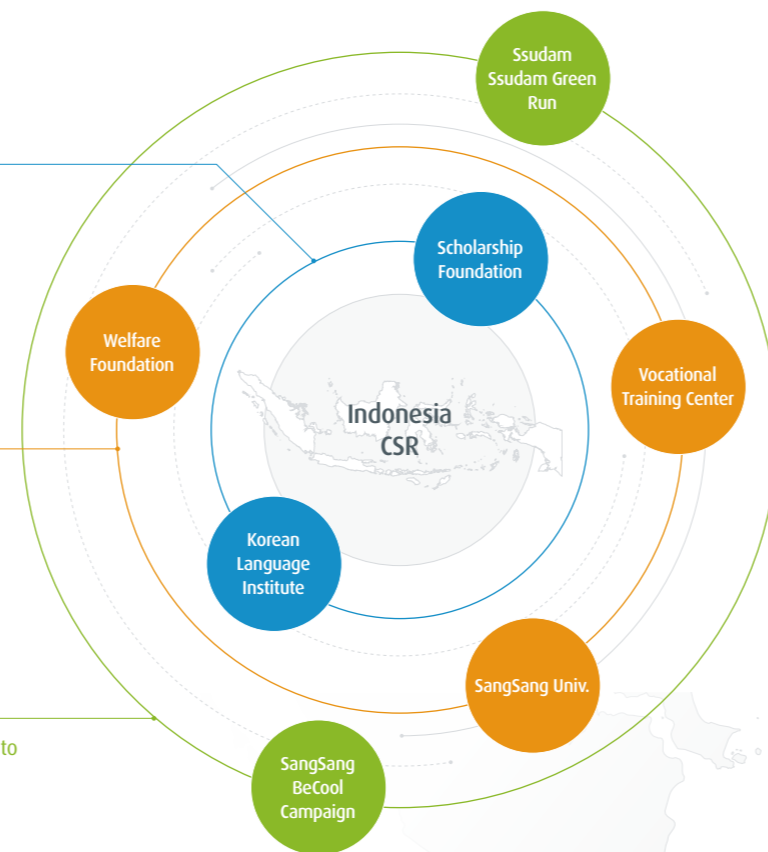 Ssudam
Ssudam Green
Run
Scholarship
Foundation
Welfare
Foundation
Vocational
Training Center
Indonesia
CSR
Korean
Language
Institute
SangSang Univ.
to
SangSang
BeCool
Campaign